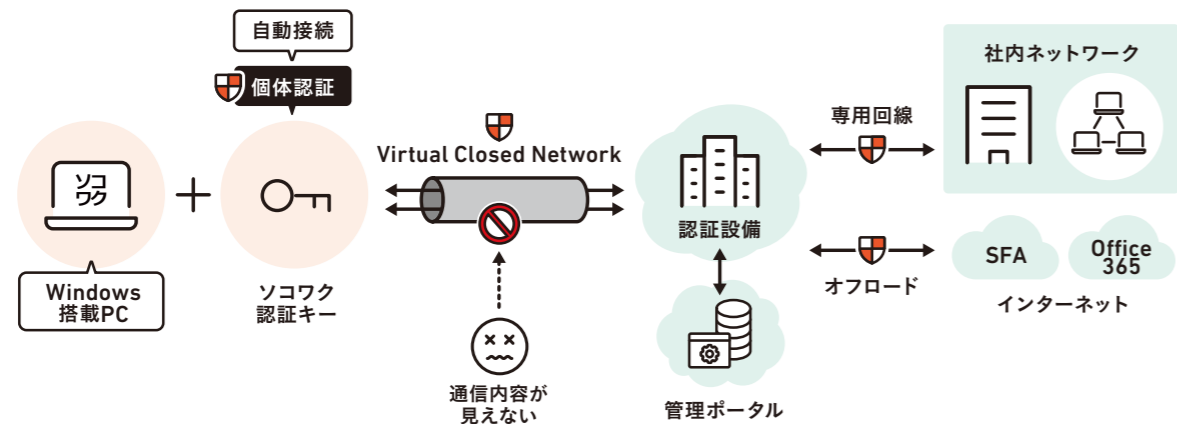 自動接続
個体認証
ソコ
ワク
Windows
搭載PC
ソコワク
認証キー
Virtual Closed Network
通信内容が
見えない
認証設備
管理ポータル
専用回線
オフロード
社内ネットワーク
SFA
Office
365
インターネット